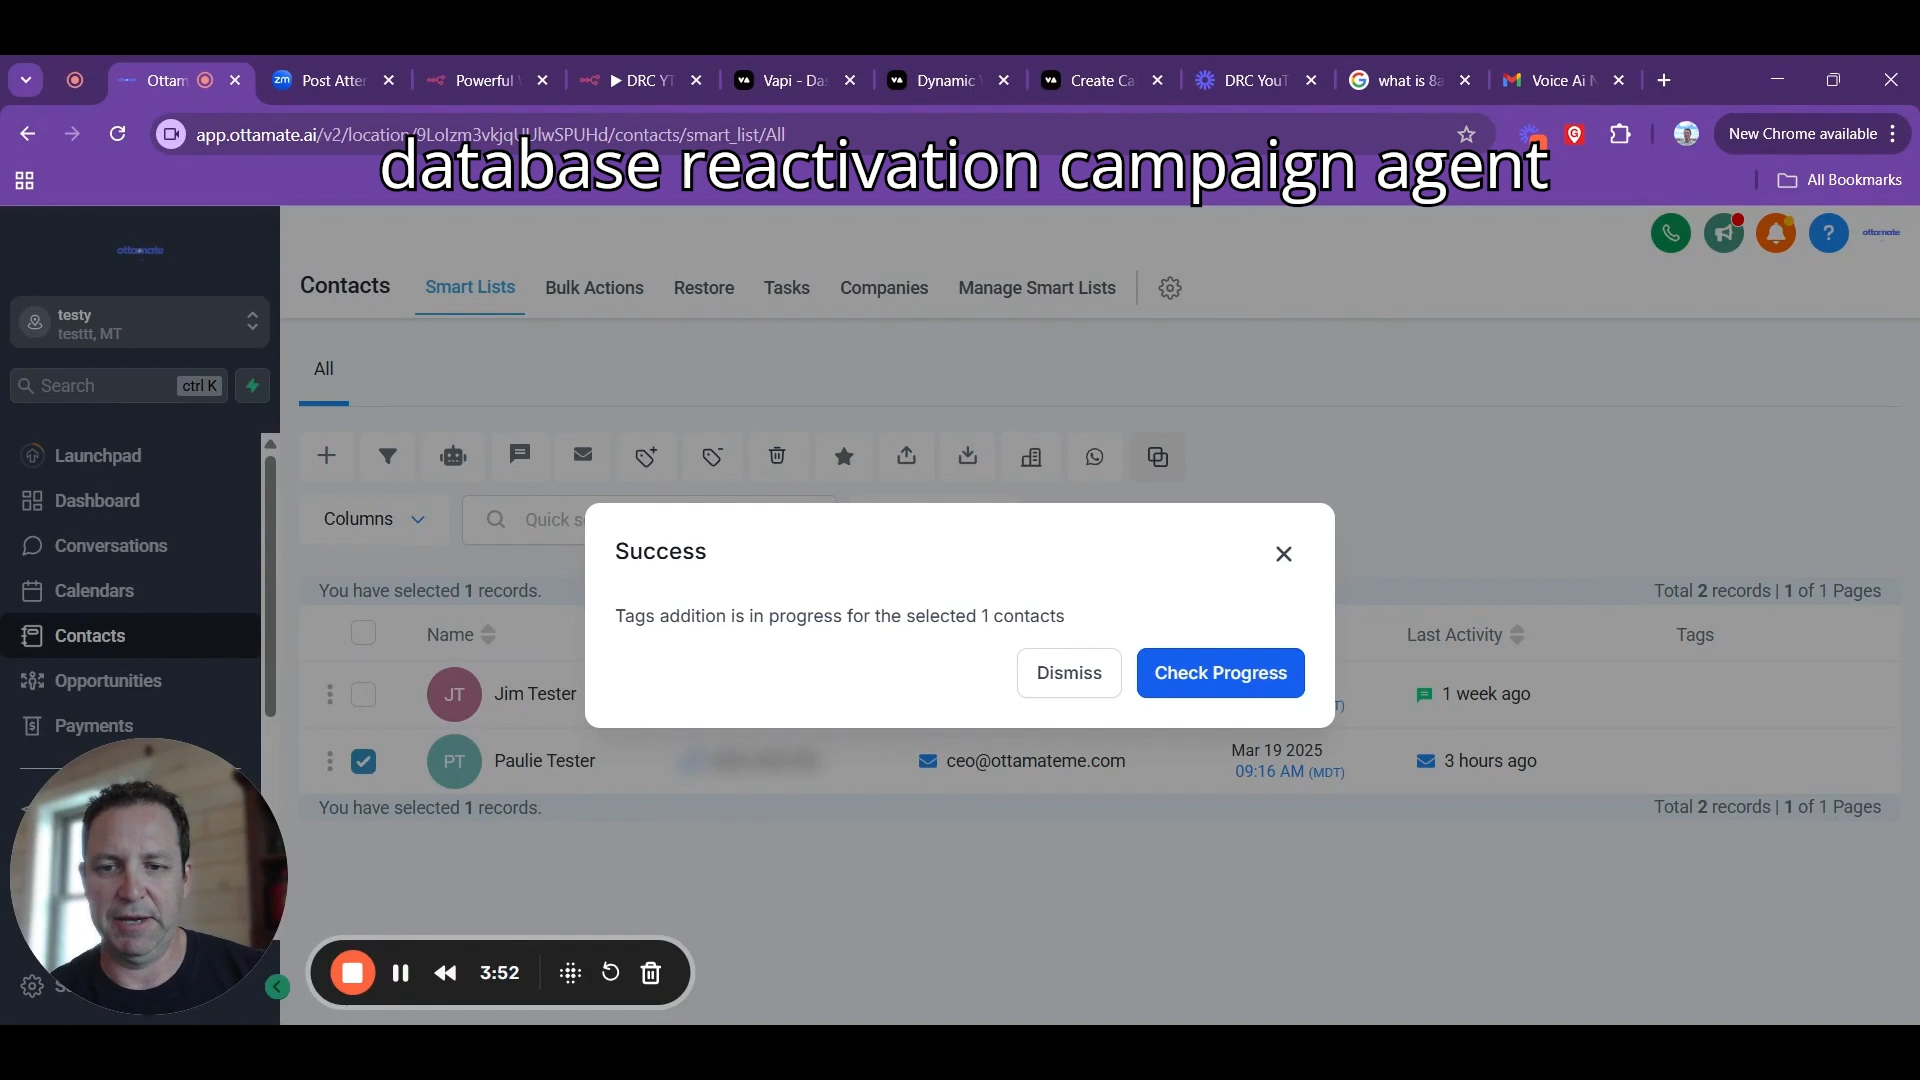 Ottam
Post Atter
Powerful
DRC YT
Vapi - Das
Dynamic
Create Ca
DRC YouT
what is 8a
Voice Ai N
app.ottamate.ai/v2/location/9LoIzm3vkjqUUlwSPUHd/contacts/smart_list/All
New Chrome available
database reactivation campaign agent
All Bookmarks
ottamate
ottamate
testy
testtt, MT
Search
ctrl K
Launchpad
Dashboard
Conversations
Calendars
Contacts
Opportunities
Payments
Contacts
Smart Lists
Bulk Actions
Restore
Tasks
Companies
Manage Smart Lists
All
Columns
Quick s
Success
Tags addition is in progress for the selected 1 contacts
Dismiss
Check Progress
You have selected 1 records.
Total 2 records | 1 of 1 Pages
Name
Last Activity
Tags
JT
Jim Tester
1 week ago
PT
Paulie Tester
ceo@ottamateme.com
Mar 19 2025
09:16 AM (MDT)
3 hours ago
You have selected 1 records.
Total 2 records | 1 of 1 Pages
3:52